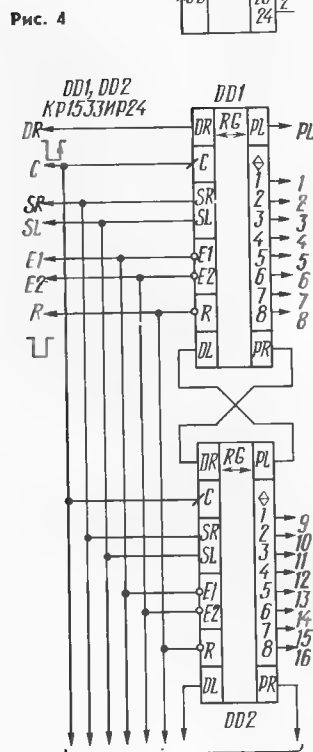 Рис. 4
24 2
DD1, DD2
КР1533ИР24
DD1
DR DR RG PL PL
C C
1 1
SR SR 2 2
SL SL 3 3
4 4
E1 E1 5 5
E2 E2 6 6
7 7
R R 8 8
DL PR
DR RG PL
C
1 9
SR 2 10
SL 3 11
4 12
E1 5 13
E2 6 14
7 15
R 8 16
DL PR
DD2